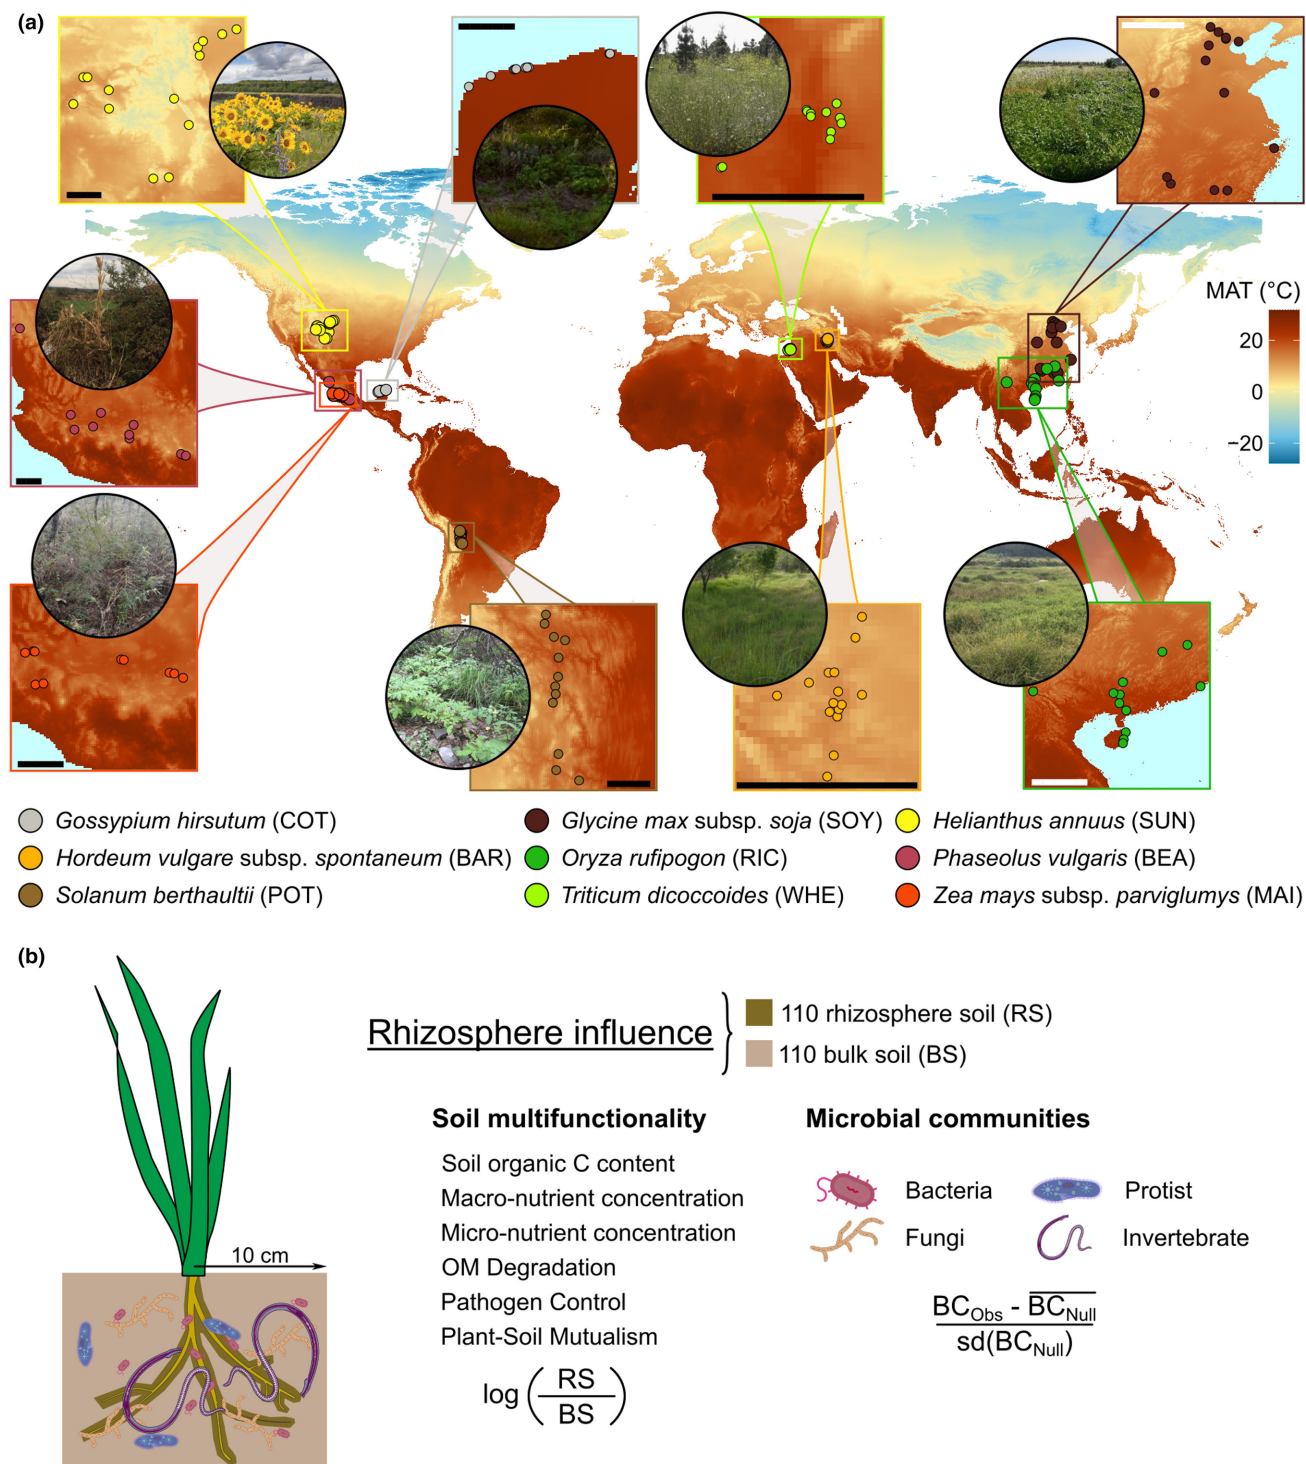 (a)
MAT (°C)
20
0
−20
Gossypium hirsutum (COT)
Glycine max subsp. soja (SOY)
Helianthus annuus (SUN)
Hordeum vulgare subsp. spontaneum (BAR)
Oryza rufipogon (RIC)
Phaseolus vulgaris (BEA)
Solanum berthaultii (POT)
Triticum dicoccoides (WHE)
Zea mays subsp. parviglumys (MAI)
(b)
10 cm
Rhizosphere influence
110 rhizosphere soil (RS)
110 bulk soil (BS)
Soil multifunctionality
Soil organic C content
Macro-nutrient concentration
Micro-nutrient concentration
OM Degradation
Pathogen Control
Plant-Soil Mutualism
log (RS / BS)
Microbial communities
Bacteria
Protist
Fungi
Invertebrate
BC_Obs - \overline{BC_Null}
sd(BC_Null)